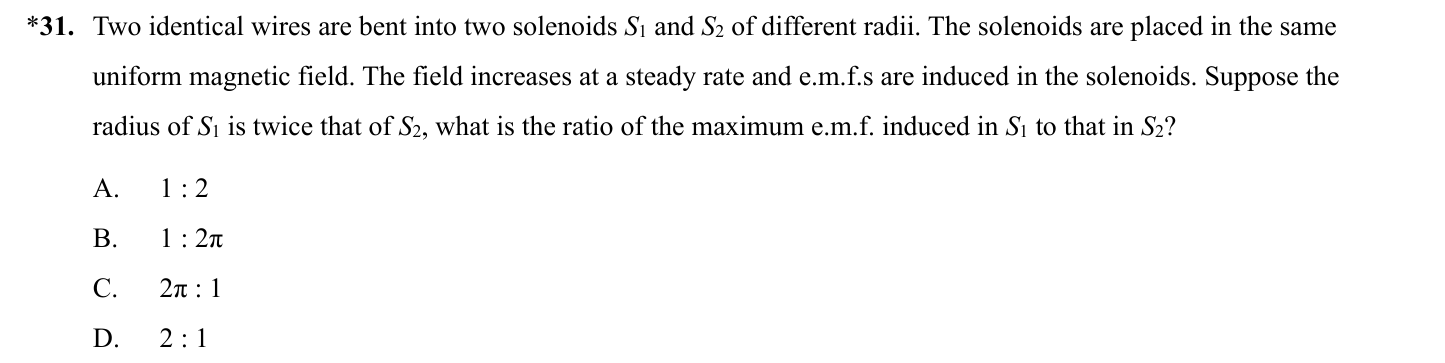 *31. Two identical wires are bent into two solenoids S₁ and S₂ of different radii. The solenoids are placed in the same
uniform magnetic field. The field increases at a steady rate and e.m.f.s are induced in the solenoids. Suppose the
radius of S₁ is twice that of S₂, what is the ratio of the maximum e.m.f. induced in S₁ to that in S₂?
A. 1 : 2
B. 1 : 2π
C. 2π : 1
D. 2 : 1